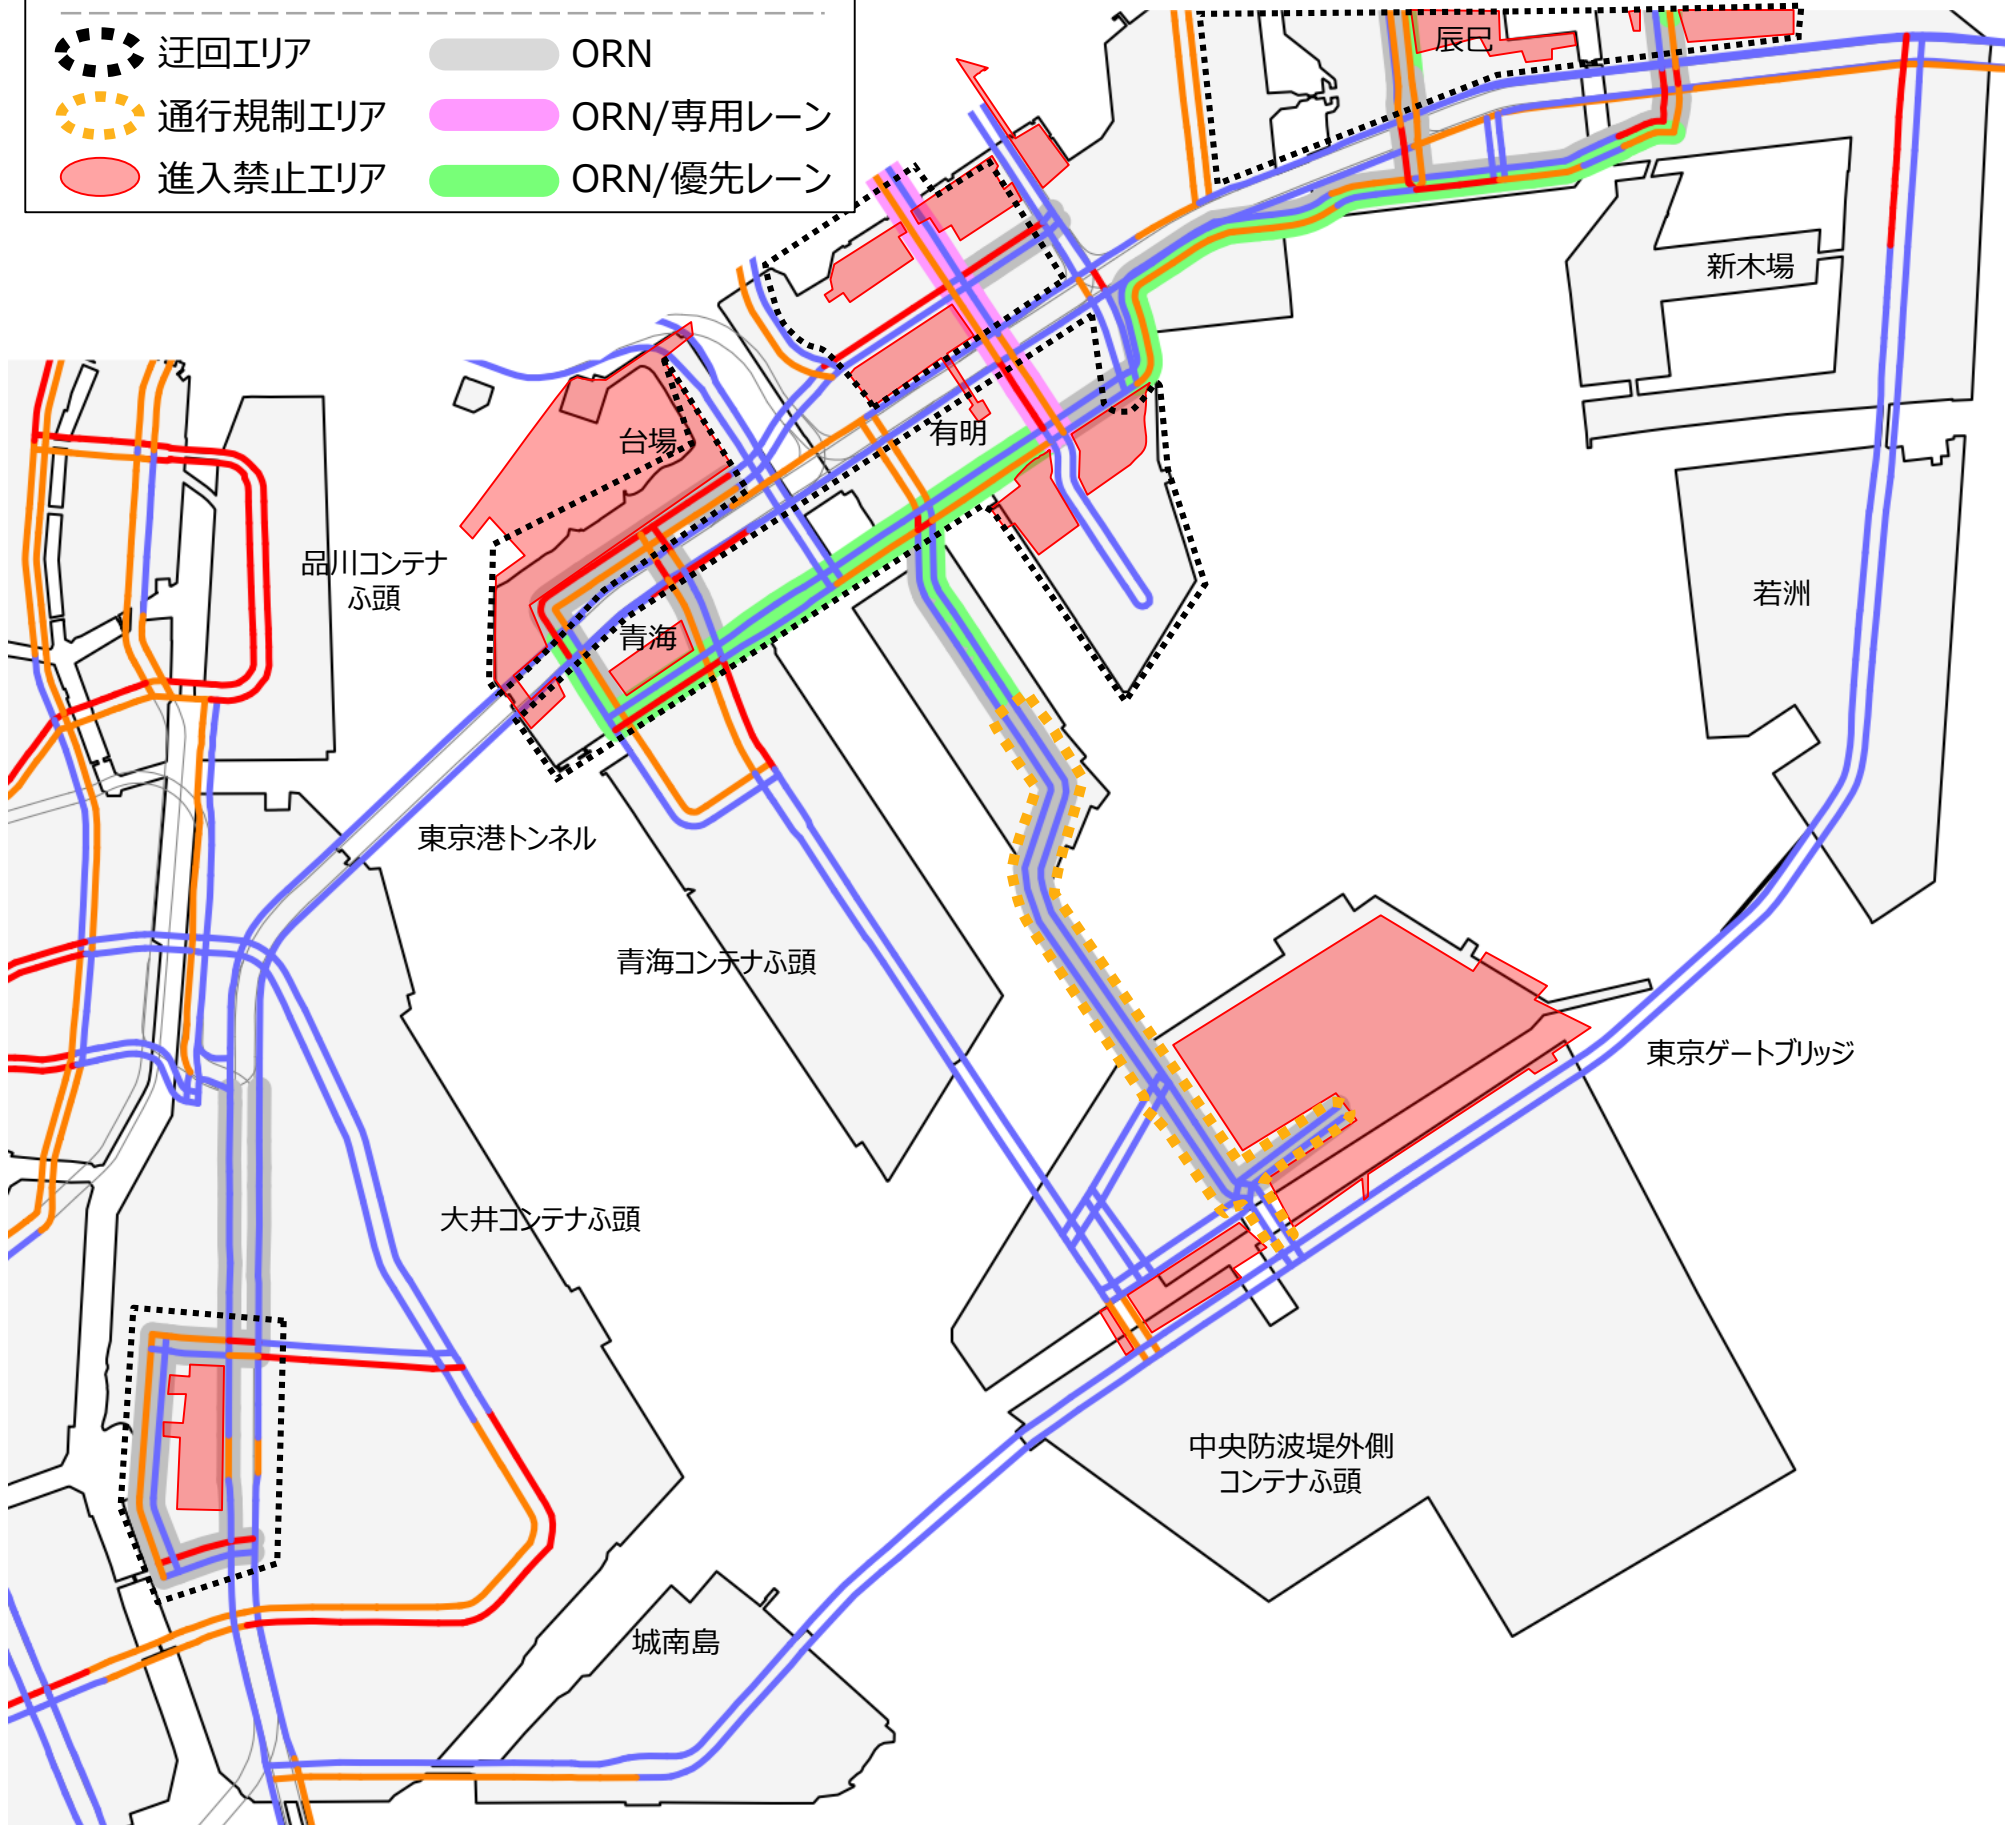 迂回エリア
ORN
通行規制エリア
ORN/専用レーン
進入禁止エリア
ORN/優先レーン
辰巳
新木場
台場
有明
品川コンテナ
ふ頭
若洲
青海
東京港トンネル
青海コンテナふ頭
東京ゲートブリッジ
大井コンテナふ頭
中央防波堤外側
コンテナふ頭
城南島